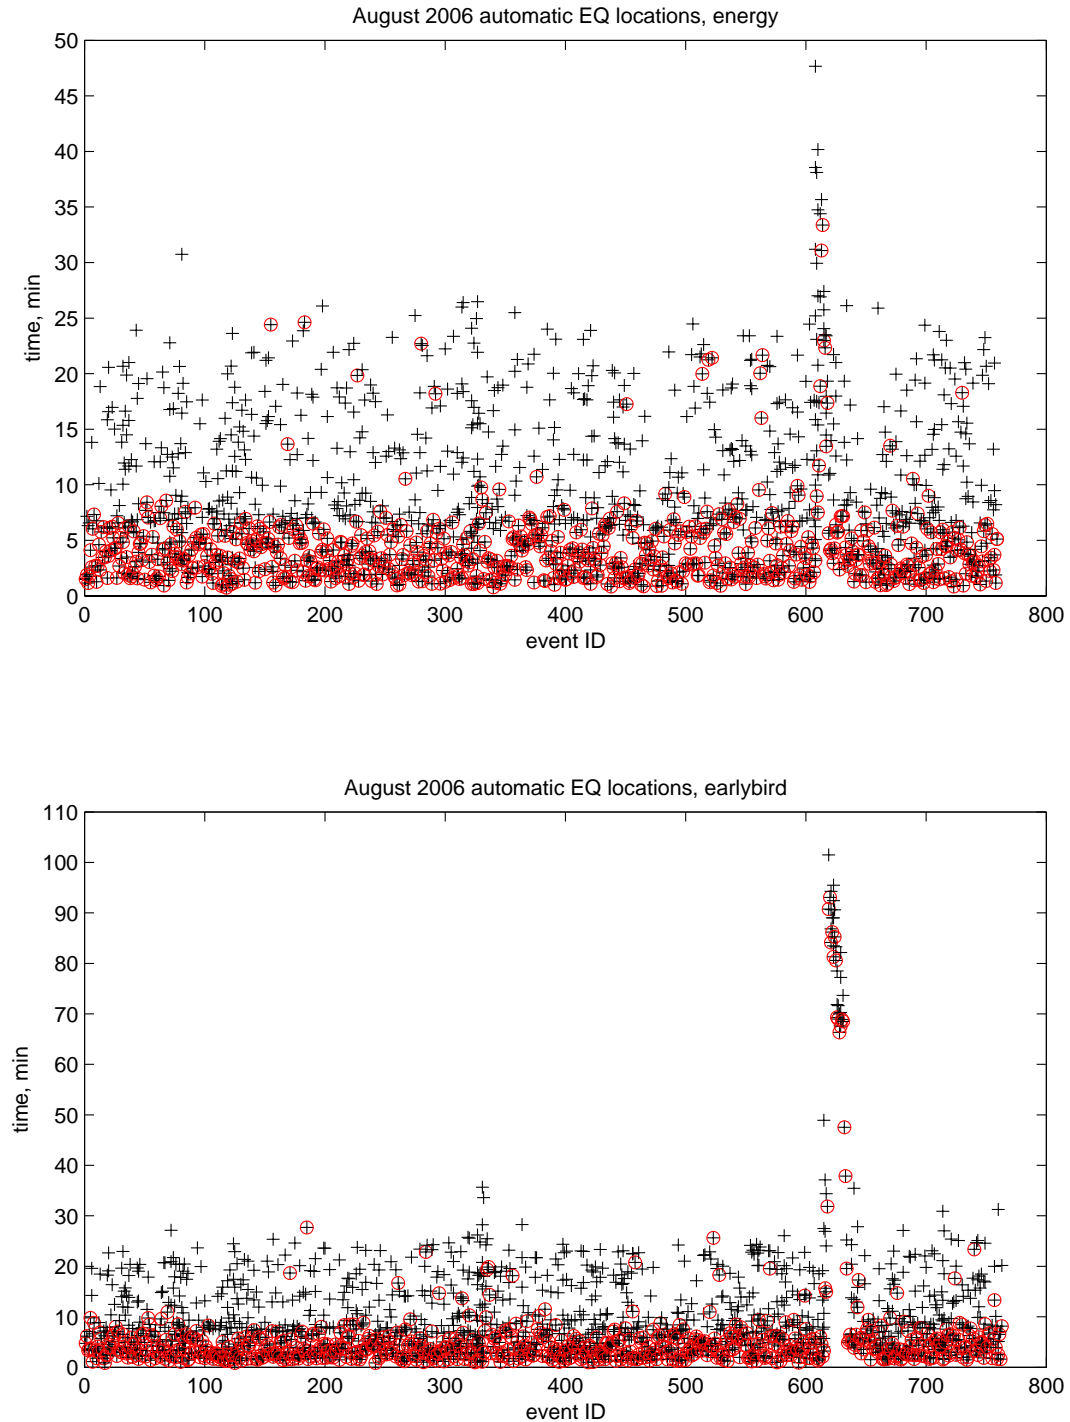 August 2006 automatic EQ locations, energy
50
45
40
35
30
25
20
15
10
5
0
time, min
0 100 200 300 400 500 600 700 800
event ID
August 2006 automatic EQ locations, earlybird
110
100
90
80
70
60
50
40
30
20
10
0
time, min
0 100 200 300 400 500 600 700 800
event ID